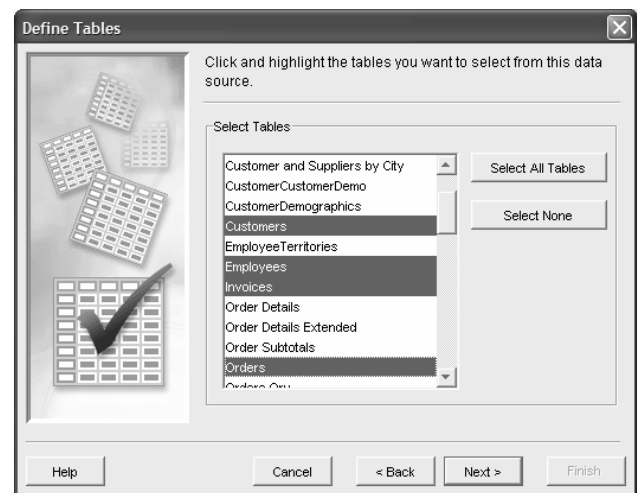 Define Tables
Click and highlight the tables you want to select from this data
source.
Select Tables
Customer and Suppliers by City
CustomerCustomerDemo
CustomerDemographics
Customers
EmployeeTerritories
Employees
Invoices
Order Details
Order Details Extended
Order Subtotals
Orders
Orders Qry
Select All Tables
Select None
Help
Cancel
< Back
Next >
Finish